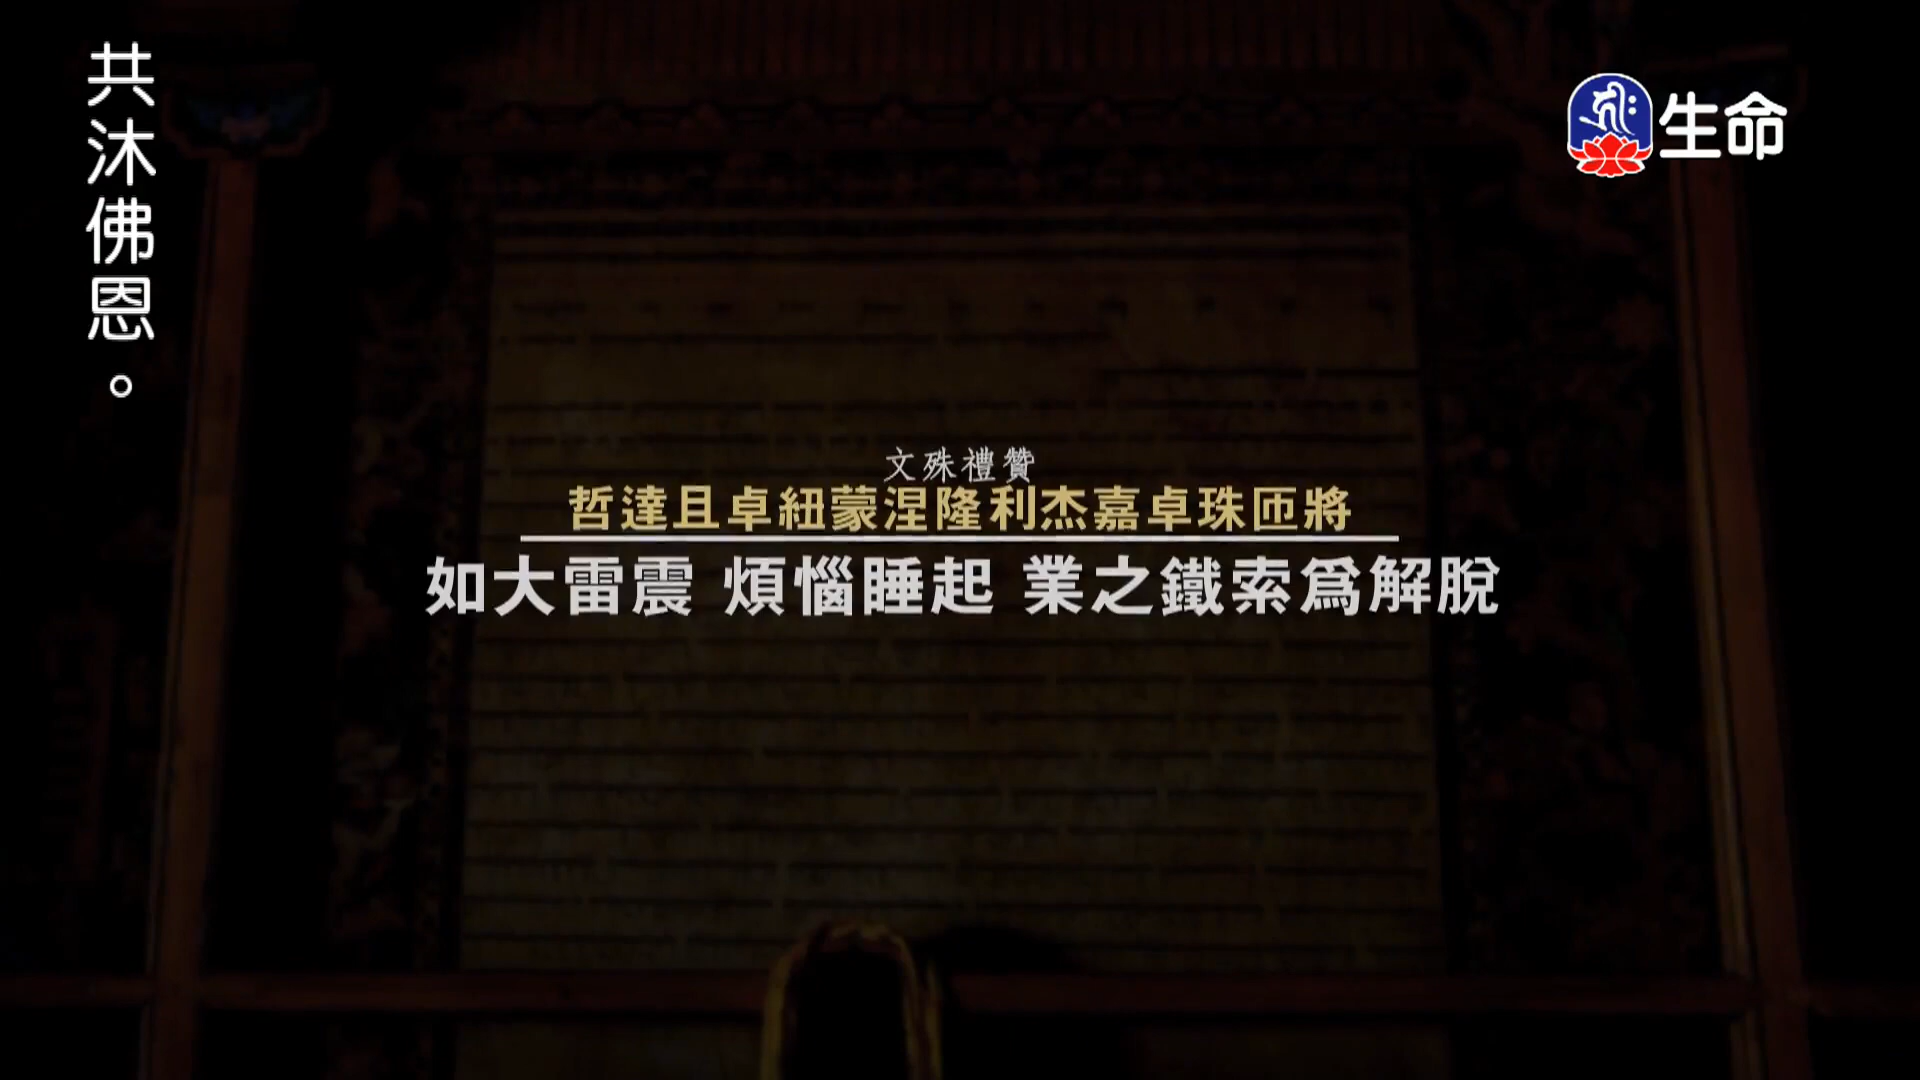 共沐佛恩。
生命
文殊禮贊
哲達且卓紐蒙涅隆利杰嘉卓珠匝將
如大雷震 煩惱睡起 業之鐵索爲解脫